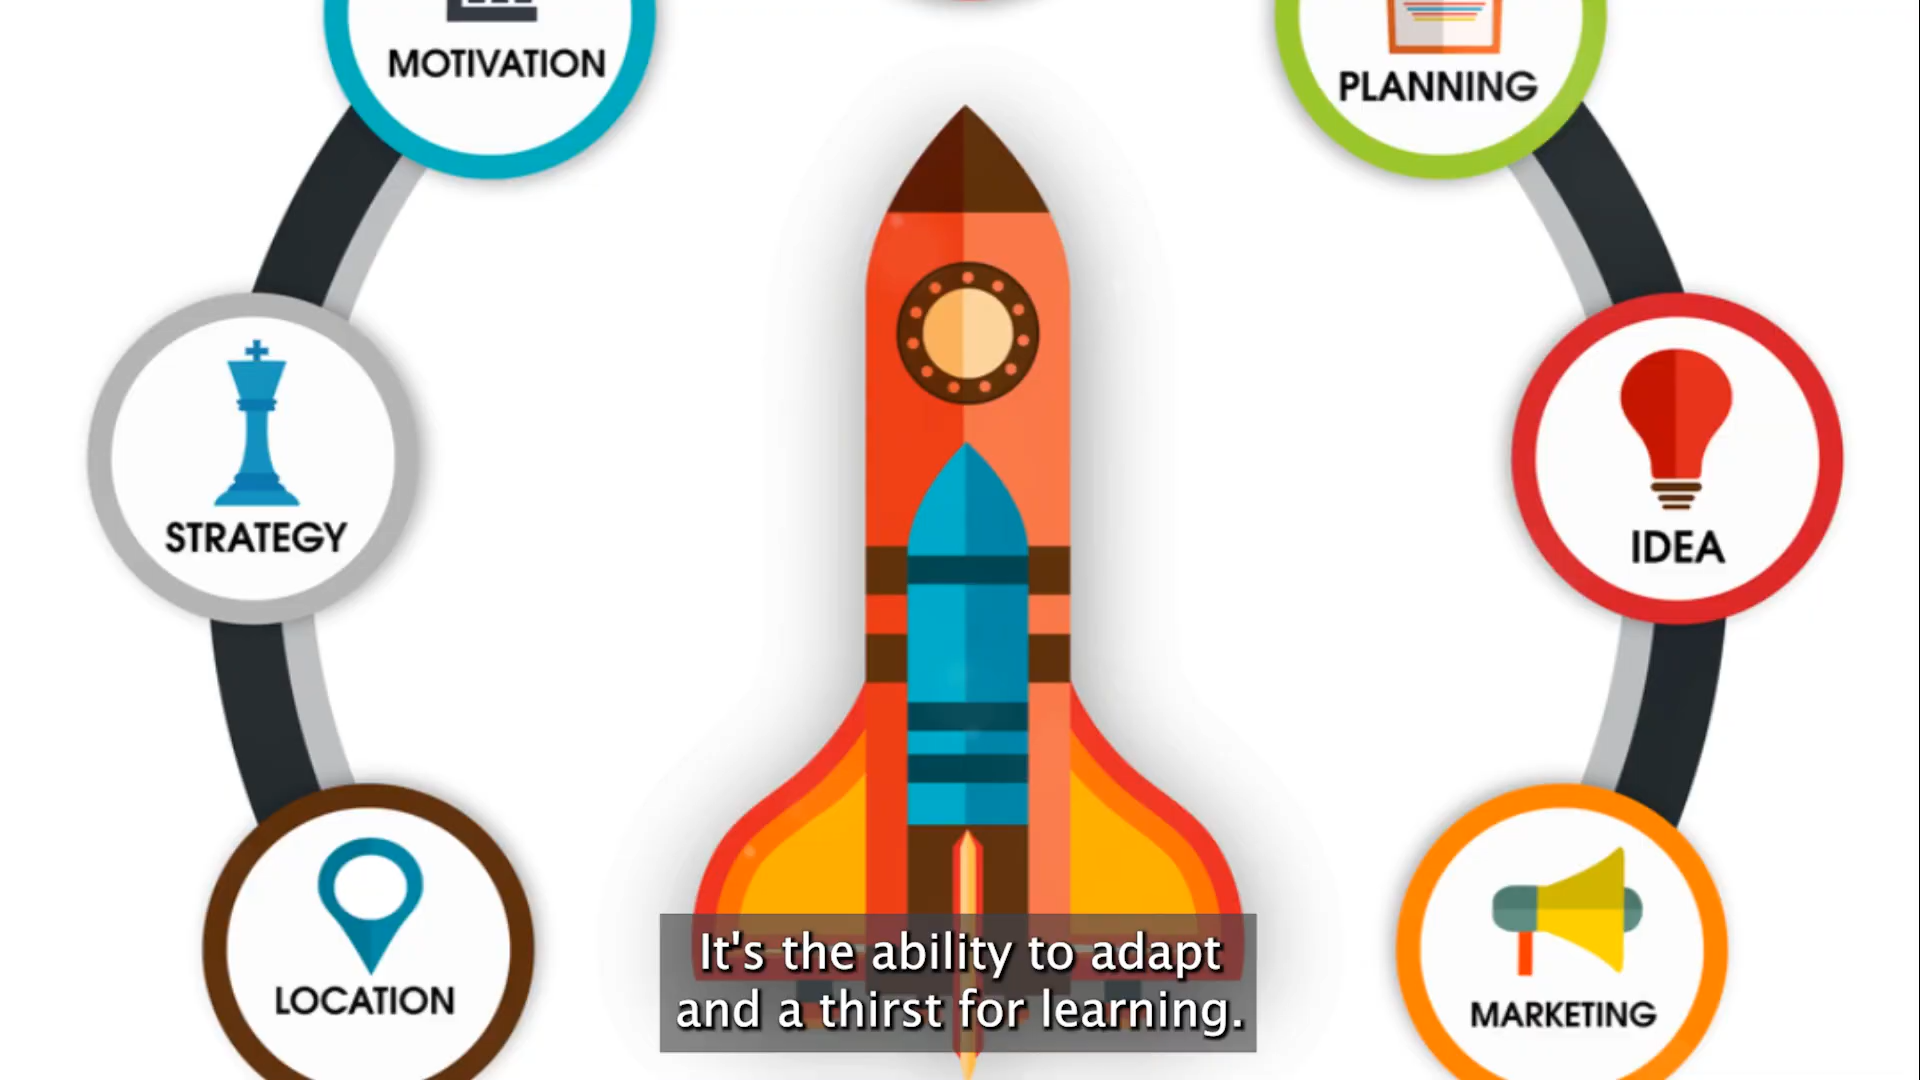 MOTIVATION
PLANNING
STRATEGY
IDEA
LOCATION
MARKETING
It's the ability to adapt
and a thirst for learning.